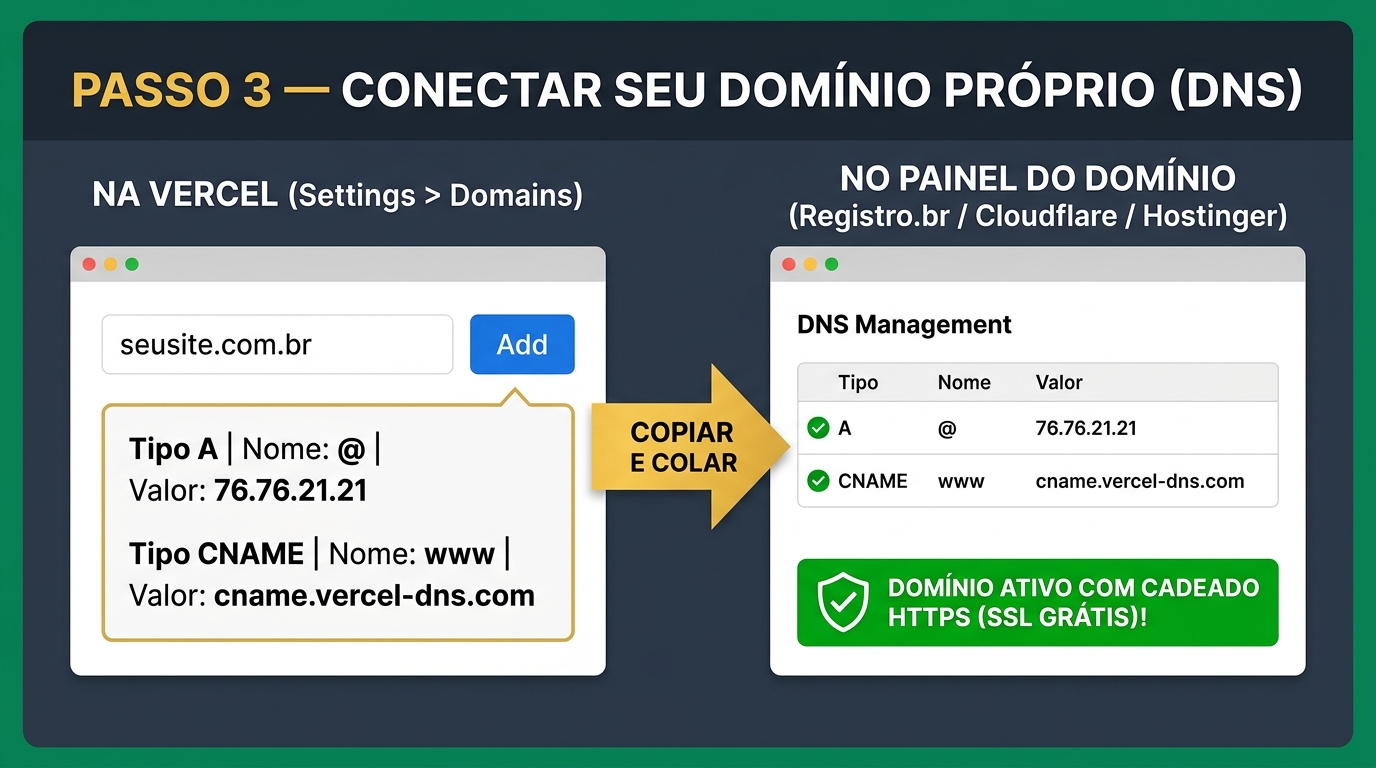 PASSO 3 — CONECTAR SEU DOMÍNIO PRÓPRIO (DNS)
NA VERCEL (Settings > Domains)
seusite.com.br
Add
Tipo A | Nome: @ |
Valor: 76.76.21.21
Tipo CNAME | Nome: www |
Valor: cname.vercel-dns.com
COPIAR
E COLAR
NO PAINEL DO DOMÍNIO
(Registro.br / Cloudflare / Hostinger)
DNS Management
Tipo Nome Valor
A @ 76.76.21.21
CNAME www cname.vercel-dns.com
DOMÍNIO ATIVO COM CADEADO
HTTPS (SSL GRÁTIS)!